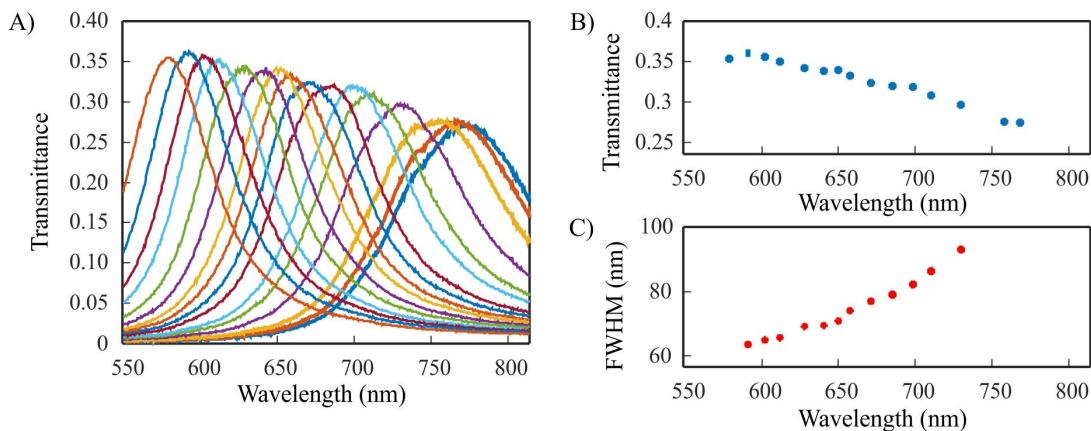 A)
0.40
0.35
0.30
0.25
0.20
0.15
0.10
0.05
0
Transmittance
550 600 650 700 750 800
Wavelength (nm)
B)
0.4
0.3
0.25
Transmittance
550 600 650 700 750 800
Wavelength (nm)
C)
100
80
60
FWHM (nm)
550 600 650 700 750 800
Wavelength (nm)